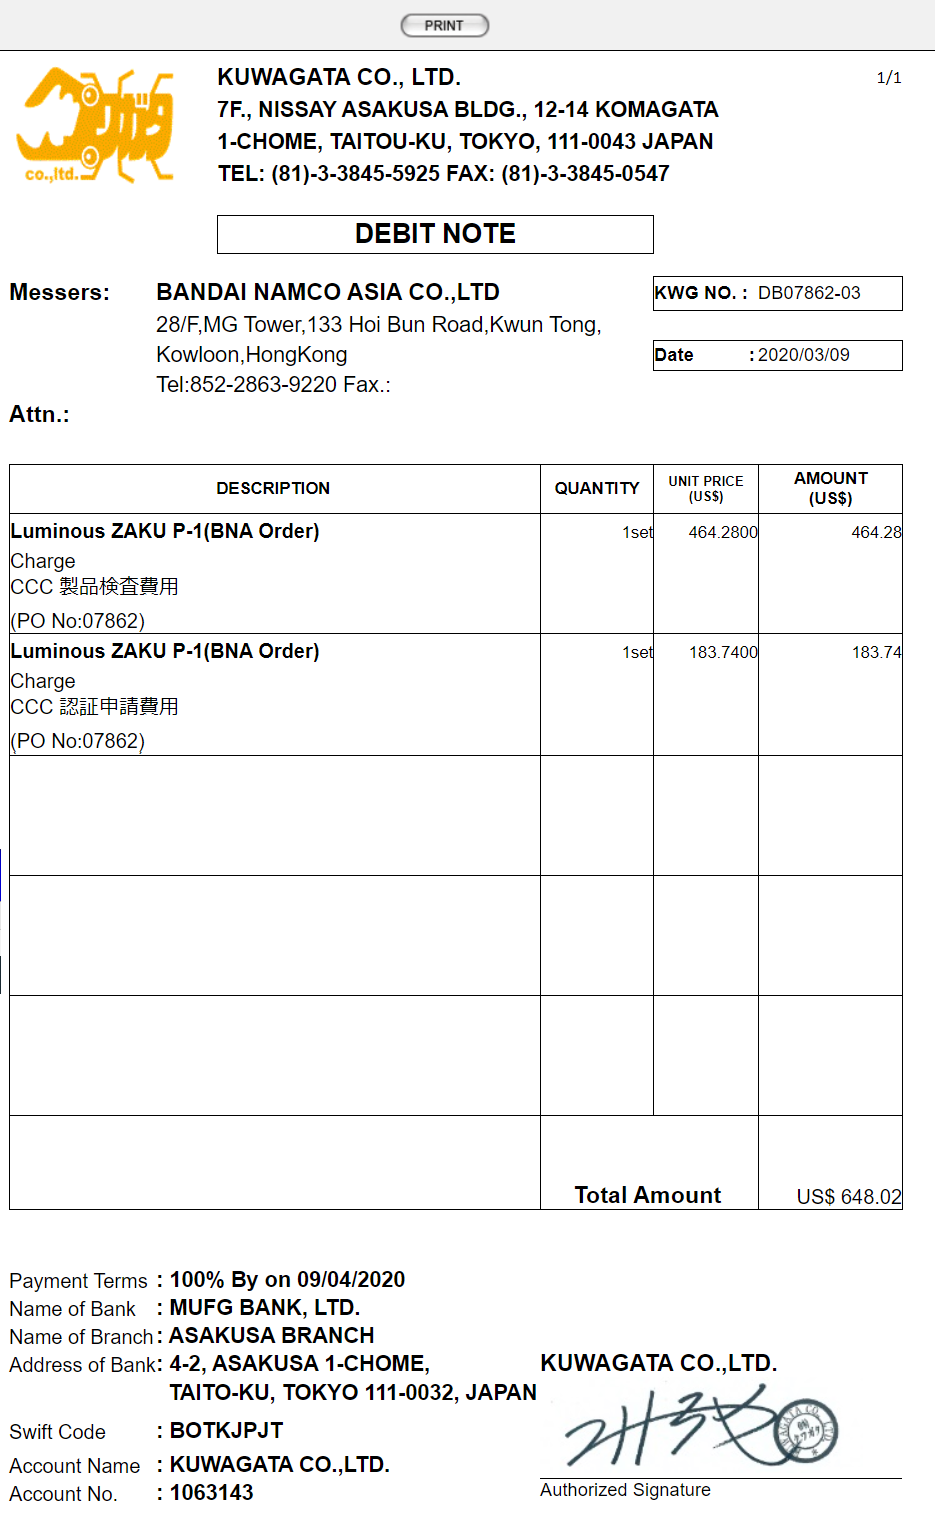 PRINT
KUWAGATA CO., LTD.
1/1
7F., NISSAY ASAKUSA BLDG., 12-14 KOMAGATA
1-CHOME, TAITOU-KU, TOKYO, 111-0043 JAPAN
TEL: (81)-3-3845-5925 FAX: (81)-3-3845-0547
co.,ltd.
DEBIT NOTE
Messers: BANDAI NAMCO ASIA CO.,LTD
KWG NO. : DB07862-03
28/F,MG Tower,133 Hoi Bun Road,Kwun Tong,
Kowloon,HongKong
Date : 2020/03/09
Tel:852-2863-9220 Fax.:
Attn.:
DESCRIPTION QUANTITY UNIT PRICE (US$) AMOUNT (US$)
Luminous ZAKU P-1(BNA Order) 1set 464.2800 464.28
Charge
CCC 製品検査費用
(PO No:07862)
Luminous ZAKU P-1(BNA Order) 1set 183.7400 183.74
Charge
CCC 認証申請費用
(PO No:07862)
Total Amount US$ 648.02
Payment Terms : 100% By on 09/04/2020
Name of Bank : MUFG BANK, LTD.
Name of Branch : ASAKUSA BRANCH
Address of Bank : 4-2, ASAKUSA 1-CHOME,
TAITO-KU, TOKYO 111-0032, JAPAN
Swift Code : BOTKJPJT
Account Name : KUWAGATA CO.,LTD.
Account No. : 1063143
KUWAGATA CO.,LTD.
Authorized Signature